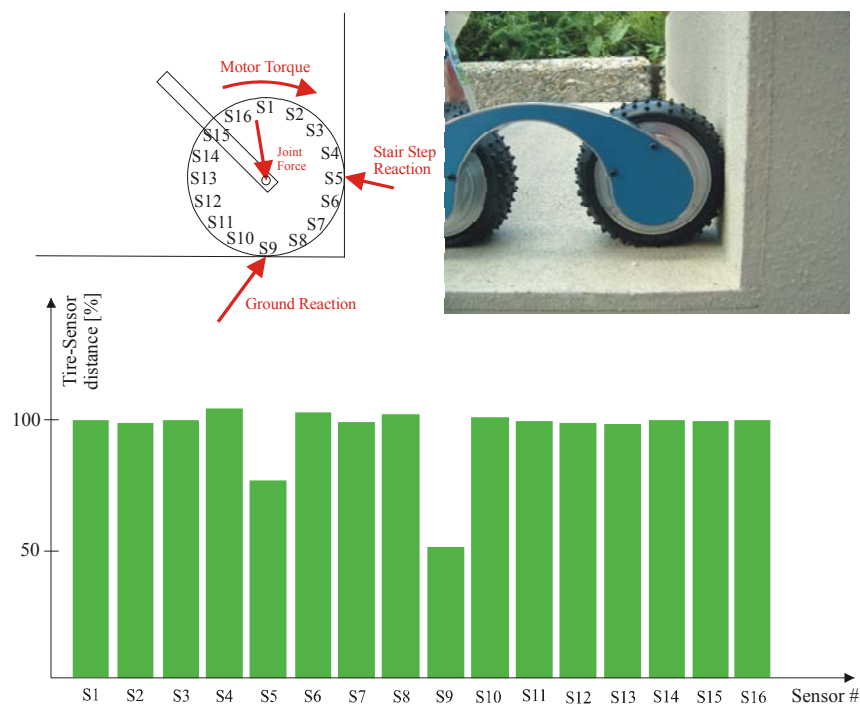 Motor Torque
S1
S2
S3
S4
S5
S6
S7
S8
S9
S10
S11
S12
S13
S14
S15
S16
Joint
Force
Stair Step
Reaction
Ground Reaction
Tire-Sensor
distance [%]
100
50
S1 S2 S3 S4 S5 S6 S7 S8 S9 S10 S11 S12 S13 S14 S15 S16 Sensor #